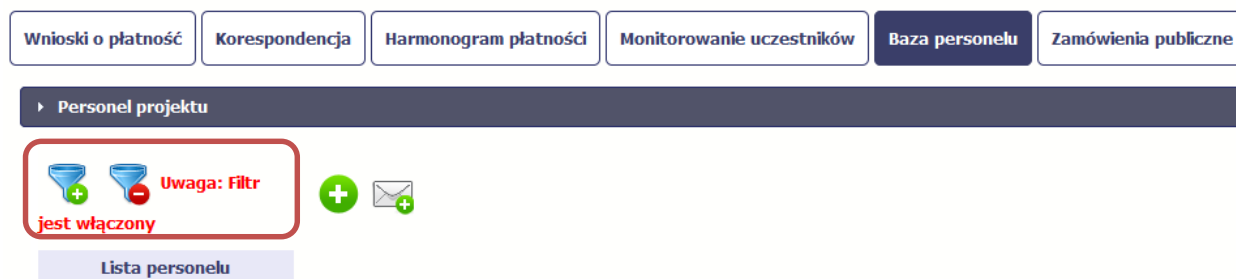 Wnioski o płatność Korespondencja Harmonogram płatności Monitorowanie uczestników Baza personelu Zamówienia publiczne
Personel projektu
Uwaga: Filtr
jest włączony
Lista personelu